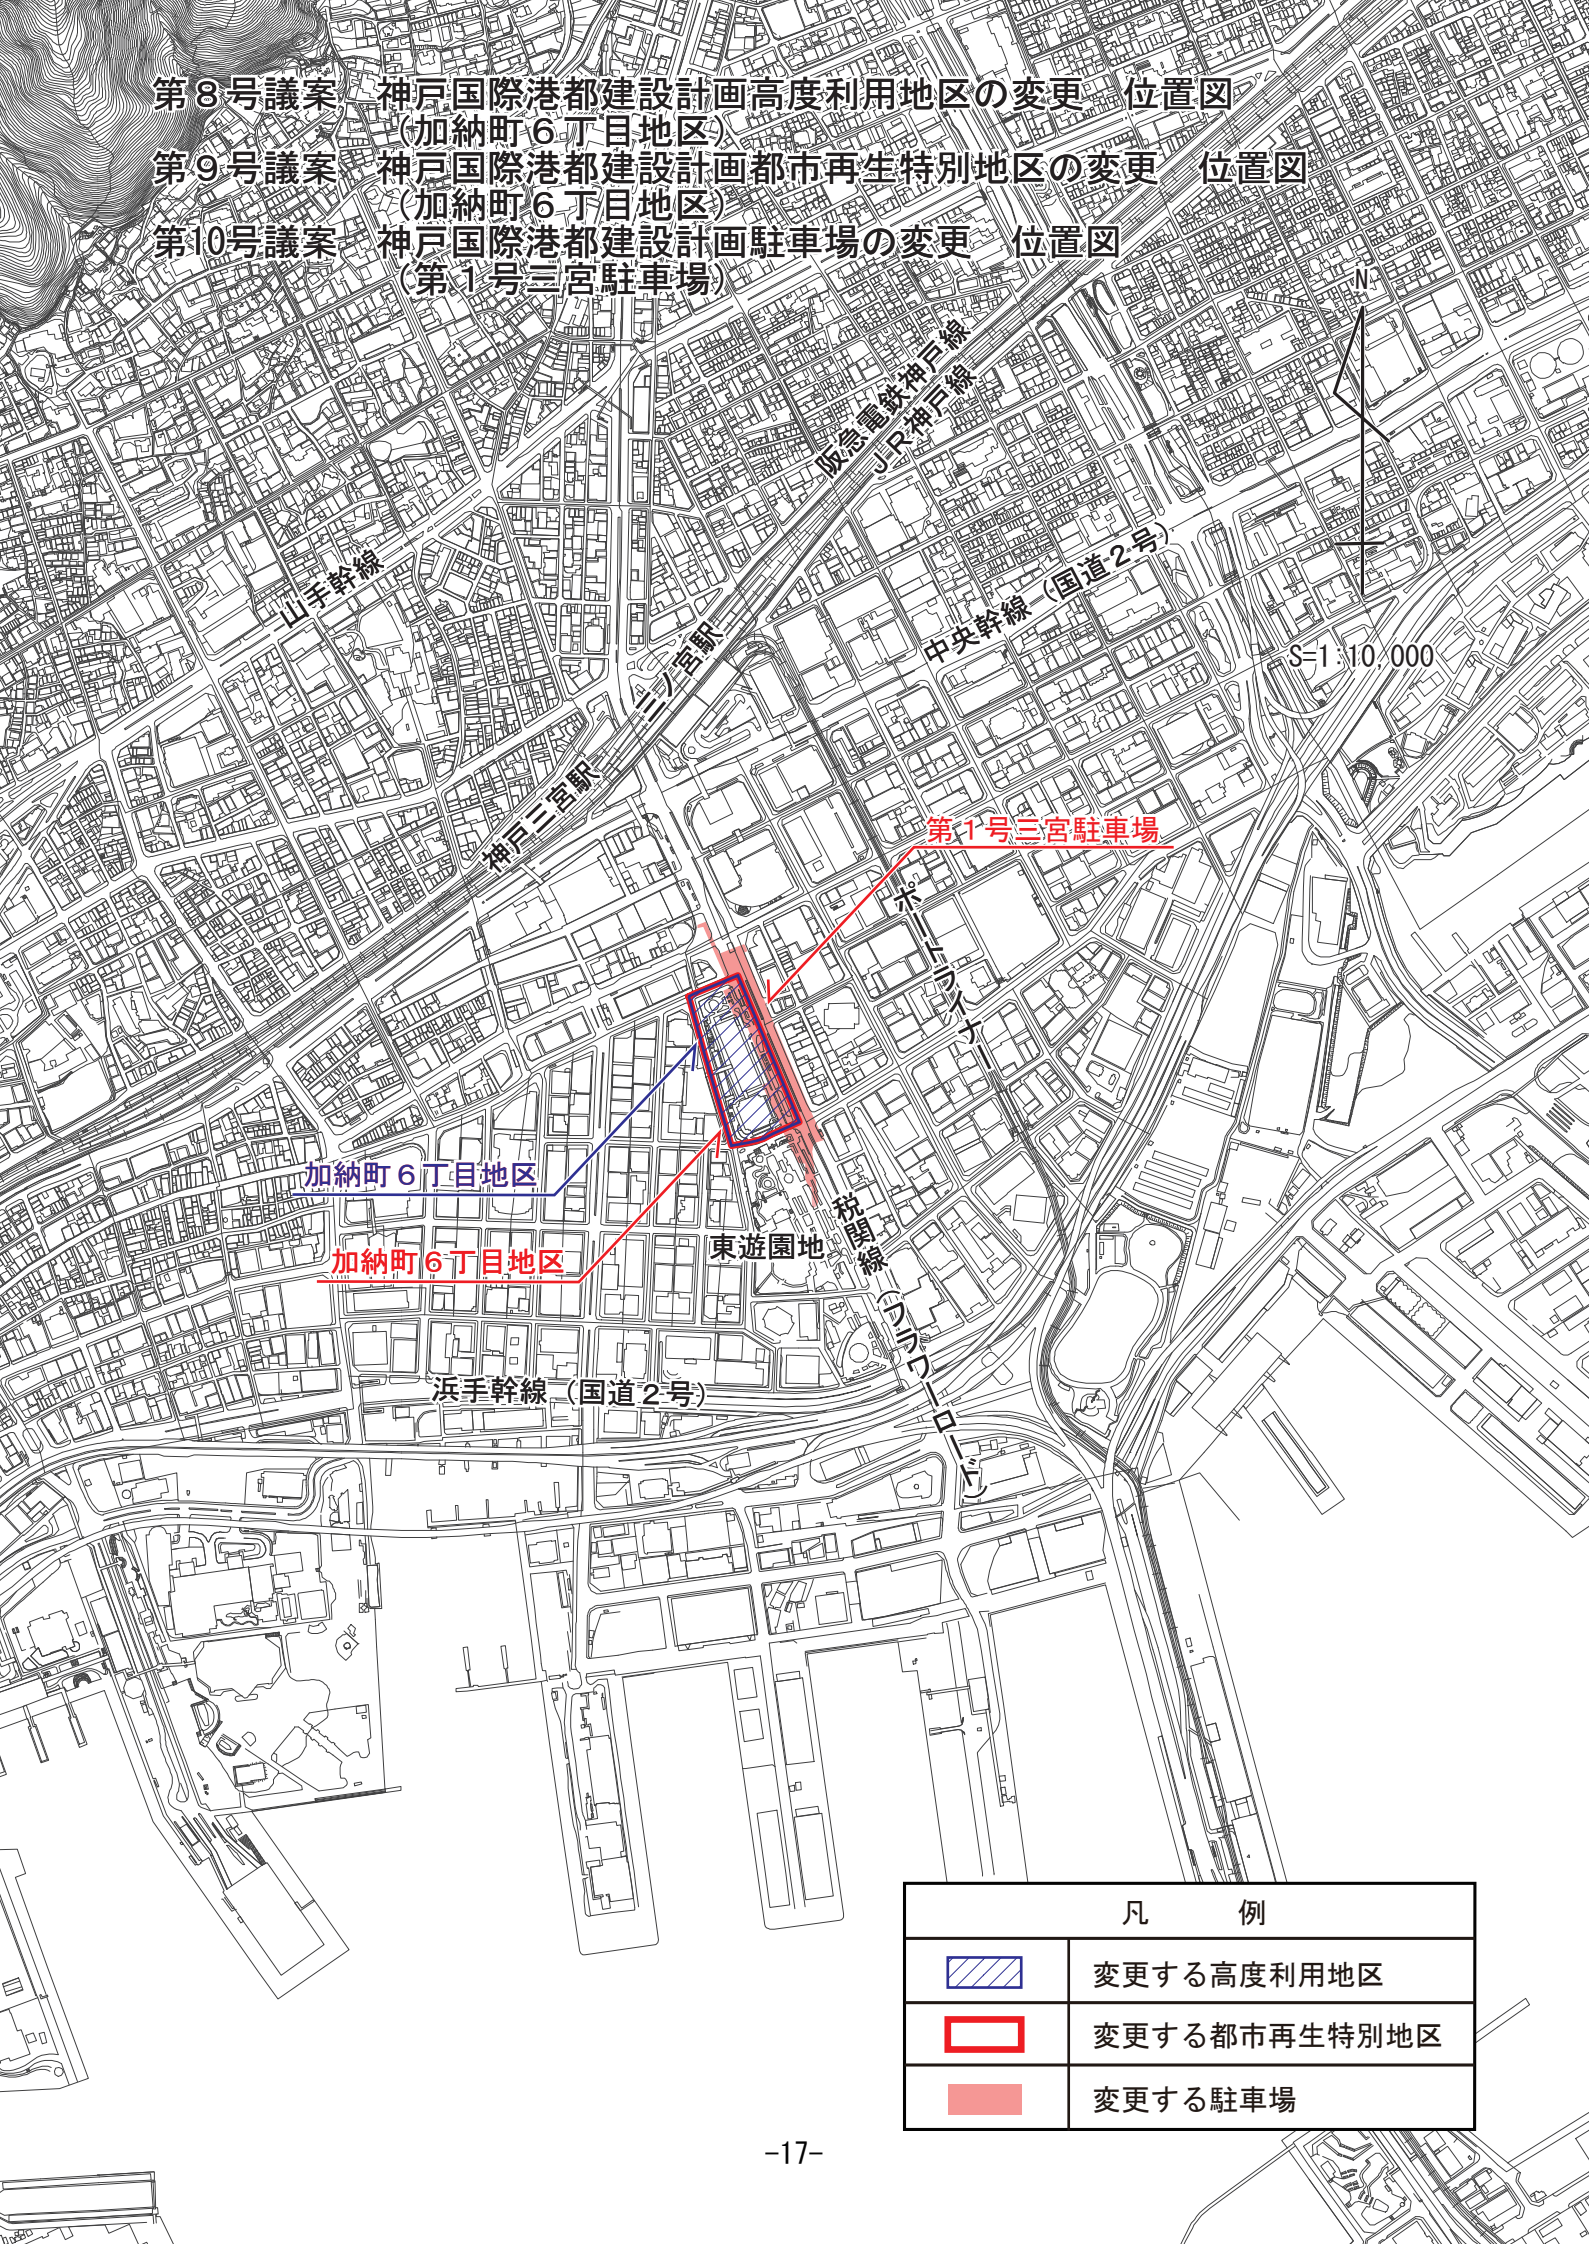 第８号議案　神戸国際港都建設計画高度利用地区の変更　位置図
（加納町６丁目地区）
第９号議案　神戸国際港都建設計画都市再生特別地区の変更　位置図
（加納町６丁目地区）
第10号議案　神戸国際港都建設計画駐車場の変更　位置図
（第１号三宮駐車場）
N
阪急電鉄神戸線
ＪＲ神戸線
山手幹線
中央幹線（国道２号）
S=1:10,000
三ノ宮駅
神戸三宮駅
第１号三宮駐車場
ポートライナー
加納町６丁目地区
加納町６丁目地区
東遊園地
税関線（フラワーロード）
浜手幹線（国道２号）
凡　例
変更する高度利用地区
変更する都市再生特別地区
変更する駐車場
-17-